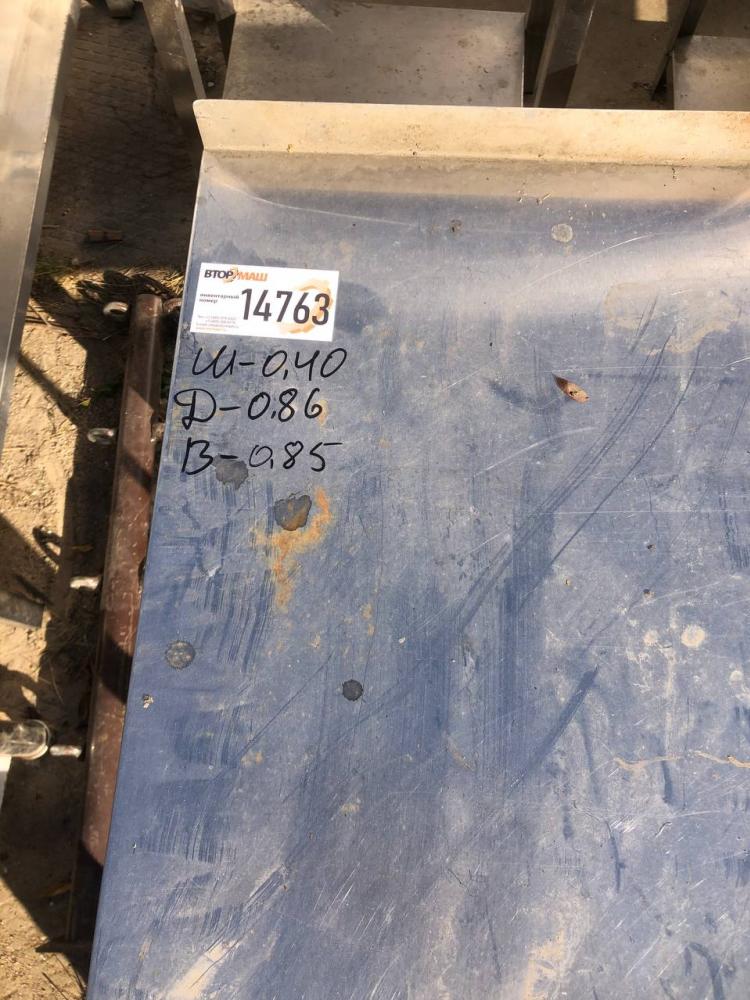 ВТОРМАШ
инвентарный
номер
14763
Ш-0,40
Д-0.86
В-0.85